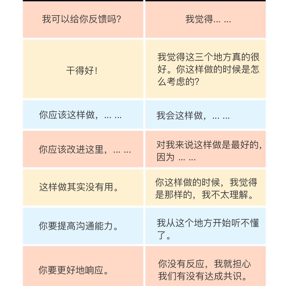 我可以给你反馈吗？
我觉得... ...
干得好！
我觉得这三个地方真的很
好。你这样做的时候是怎
么考虑的？
你应该这样做，... ...
我会这样做，... ...
你应该改进这里，... ...
对我来说这样做是最好的，
因为 ... ...
这样做其实没有用。
你这样做的时候，我觉得
是那样的，我不太理解。
你要提高沟通能力。
我从这个地方开始听不懂
了。
你要更好地响应。
你没有反应，我就担心
我们有没有达成共识。